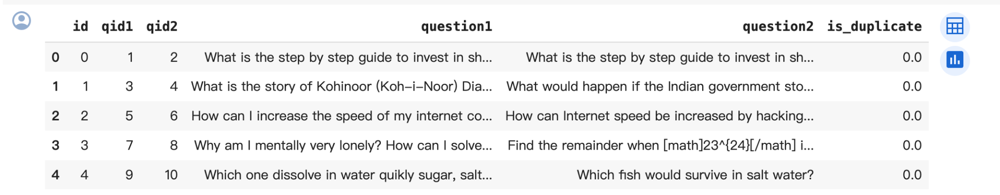 id qid1 qid2 question1 question2 is_duplicate
0 0 1 2 What is the step by step guide to invest in sh... What is the step by step guide to invest in sh... 0.0
1 1 3 4 What is the story of Kohinoor (Koh-i-Noor) Dia... What would happen if the Indian government sto... 0.0
2 2 5 6 How can I increase the speed of my internet co... How can Internet speed be increased by hacking... 0.0
3 3 7 8 Why am I mentally very lonely? How can I solve... Find the remainder when [math]23^{24}[/math] i... 0.0
4 4 9 10 Which one dissolve in water quikly sugar, salt... Which fish would survive in salt water? 0.0